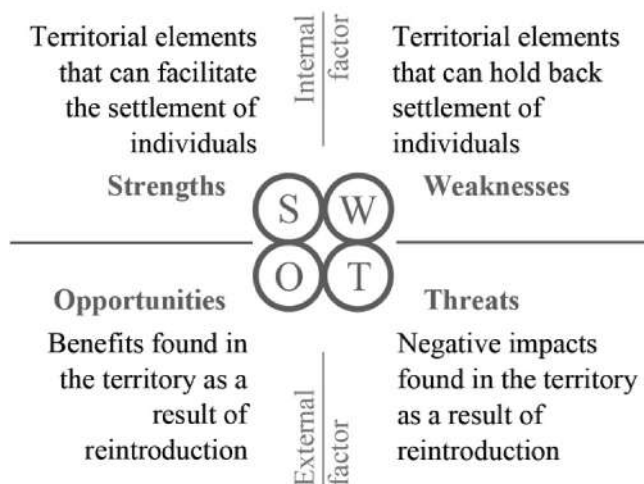 Territorial elements
that can facilitate
the settlement of
individuals
Strengths
Internal
factor
Territorial elements
that can hold back
settlement of
individuals
Weaknesses
S
W
O
T
Opportunities
Benefits found in
the territory as a
result of
reintroduction
External
factor
Threats
Negative impacts
found in the territory
as a result of
reintroduction